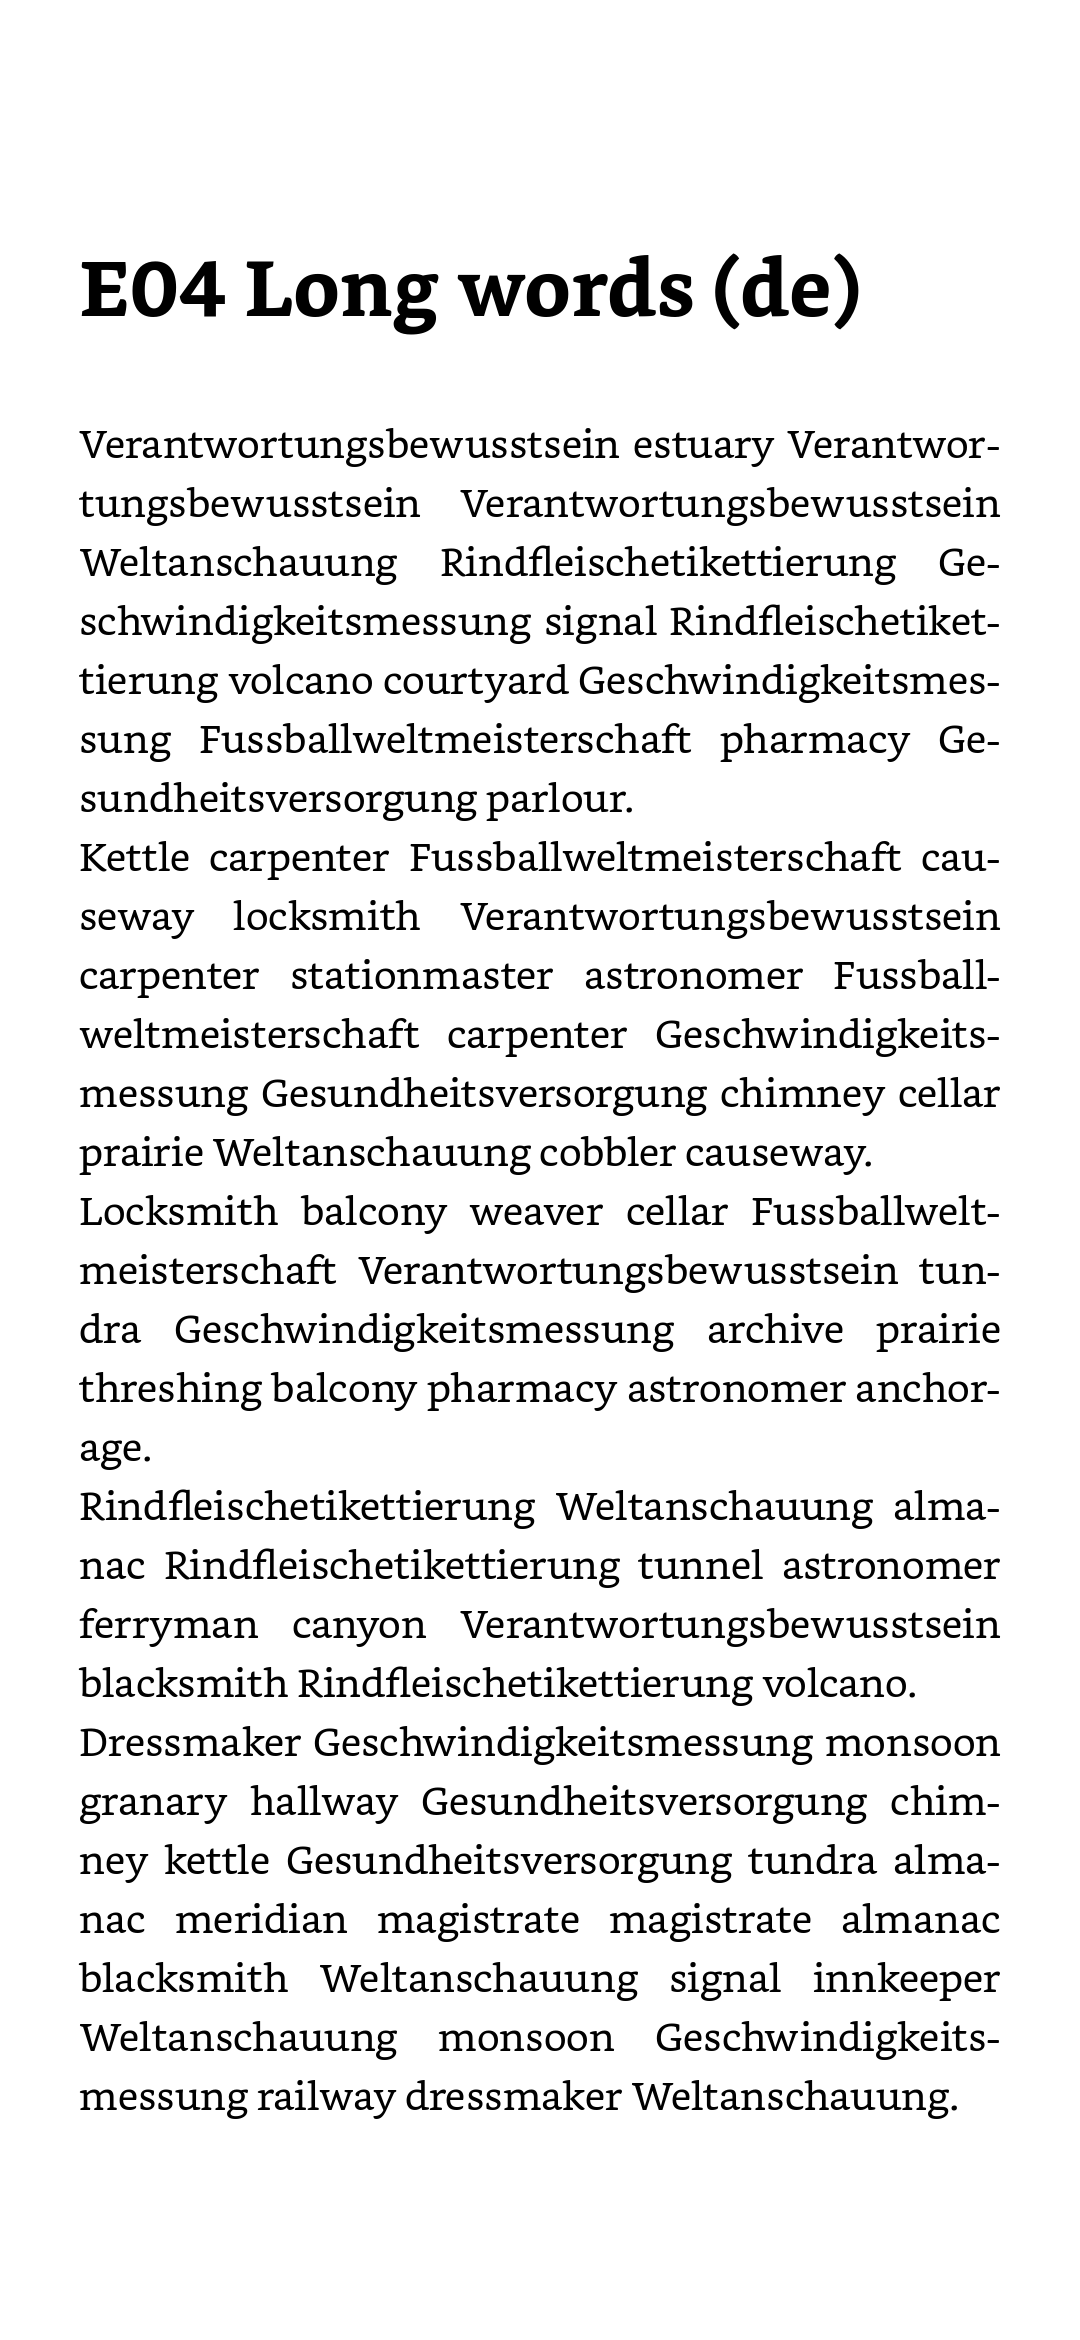 E04 Long words (de)
Verantwortungsbewusstsein estuary Verantwor-
tungsbewusstsein Verantwortungsbewusstsein
Weltanschauung Rindfleischetikettierung Ge-
schwindigkeitsmessung signal Rindfleischetiket-
tierung volcano courtyard Geschwindigkeitsmes-
sung Fussballweltmeisterschaft pharmacy Ge-
sundheitsversorgung parlour.
Kettle carpenter Fussballweltmeisterschaft cau-
seway locksmith Verantwortungsbewusstsein
carpenter stationmaster astronomer Fussball-
weltmeisterschaft carpenter Geschwindigkeits-
messung Gesundheitsversorgung chimney cellar
prairie Weltanschauung cobbler causeway.
Locksmith balcony weaver cellar Fussballwelt-
meisterschaft Verantwortungsbewusstsein tun-
dra Geschwindigkeitsmessung archive prairie
threshing balcony pharmacy astronomer anchor-
age.
Rindfleischetikettierung Weltanschauung alma-
nac Rindfleischetikettierung tunnel astronomer
ferryman canyon Verantwortungsbewusstsein
blacksmith Rindfleischetikettierung volcano.
Dressmaker Geschwindigkeitsmessung monsoon
granary hallway Gesundheitsversorgung chim-
ney kettle Gesundheitsversorgung tundra alma-
nac meridian magistrate magistrate almanac
blacksmith Weltanschauung signal innkeeper
Weltanschauung monsoon Geschwindigkeits-
messung railway dressmaker Weltanschauung.